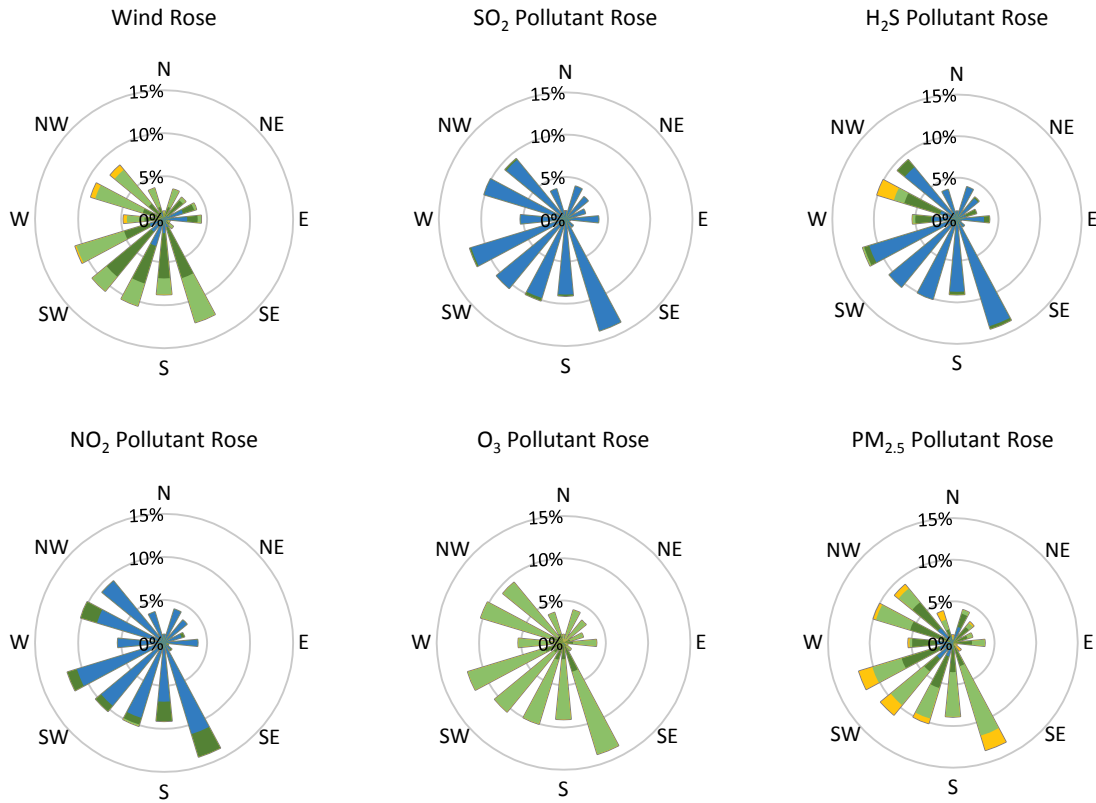 Wind Rose
N
15%
NW
NE
10%
5%
W
0%
E
SW
SE
S
SO₂ Pollutant Rose
N
15%
NW
NE
10%
5%
W
0%
E
SW
SE
S
H₂S Pollutant Rose
N
15%
NW
NE
10%
5%
W
0%
E
SW
SE
S
NO₂ Pollutant Rose
N
15%
NW
NE
10%
5%
W
0%
E
SW
SE
S
O₃ Pollutant Rose
N
15%
NW
NE
10%
5%
W
0%
E
SW
SE
S
PM₂.₅ Pollutant Rose
N
15%
NW
NE
10%
5%
W
0%
E
SW
SE
S